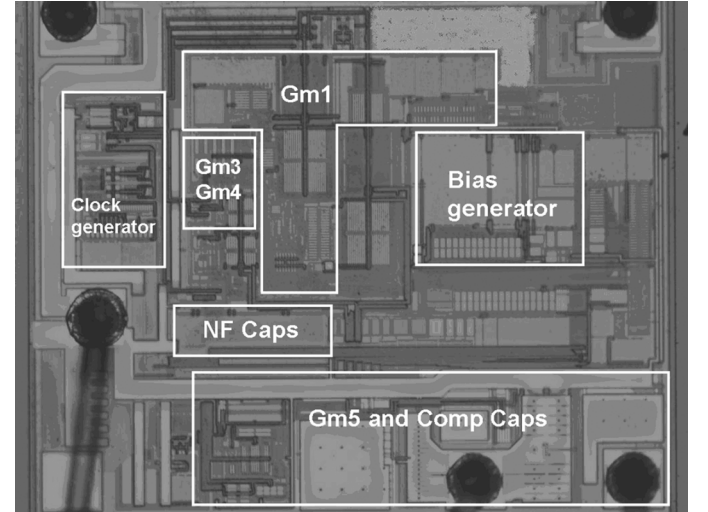 Gm1
Gm3
Gm4
Bias
generator
Clock
generator
NF Caps
Gm5 and Comp Caps